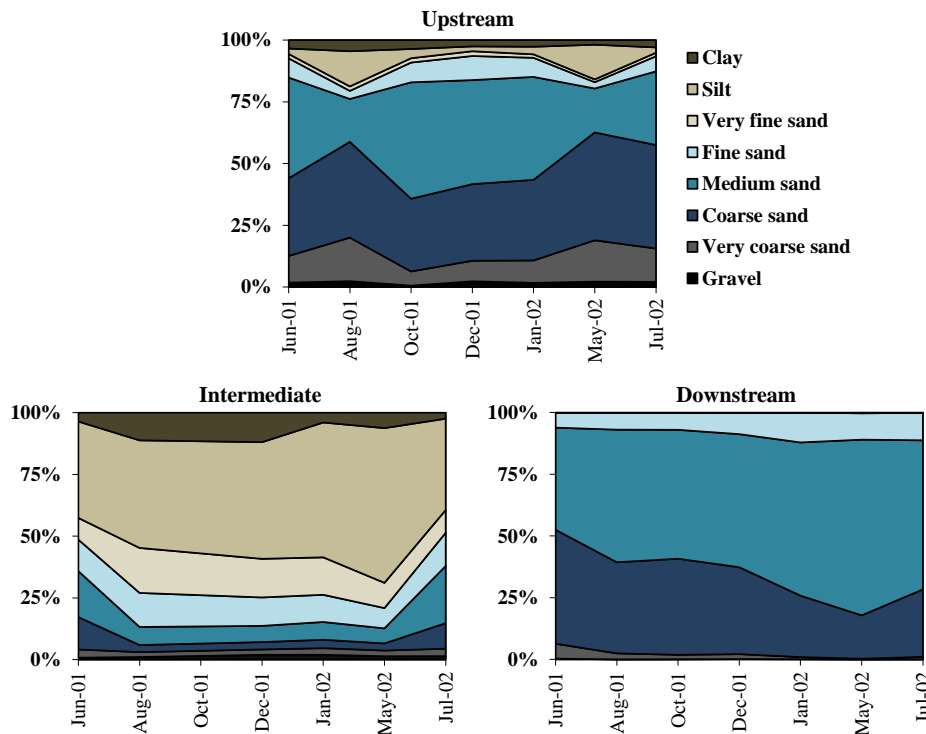 Upstream
100%
75%
50%
25%
0%
Jun-01
Aug-01
Oct-01
Dec-01
Jan-02
May-02
Jul-02
Clay
Silt
Very fine sand
Fine sand
Medium sand
Coarse sand
Very coarse sand
Gravel
Intermediate
100%
75%
50%
25%
0%
Jun-01
Aug-01
Oct-01
Dec-01
Jan-02
May-02
Jul-02
Downstream
100%
75%
50%
25%
0%
Jun-01
Aug-01
Oct-01
Dec-01
Jan-02
May-02
Jul-02